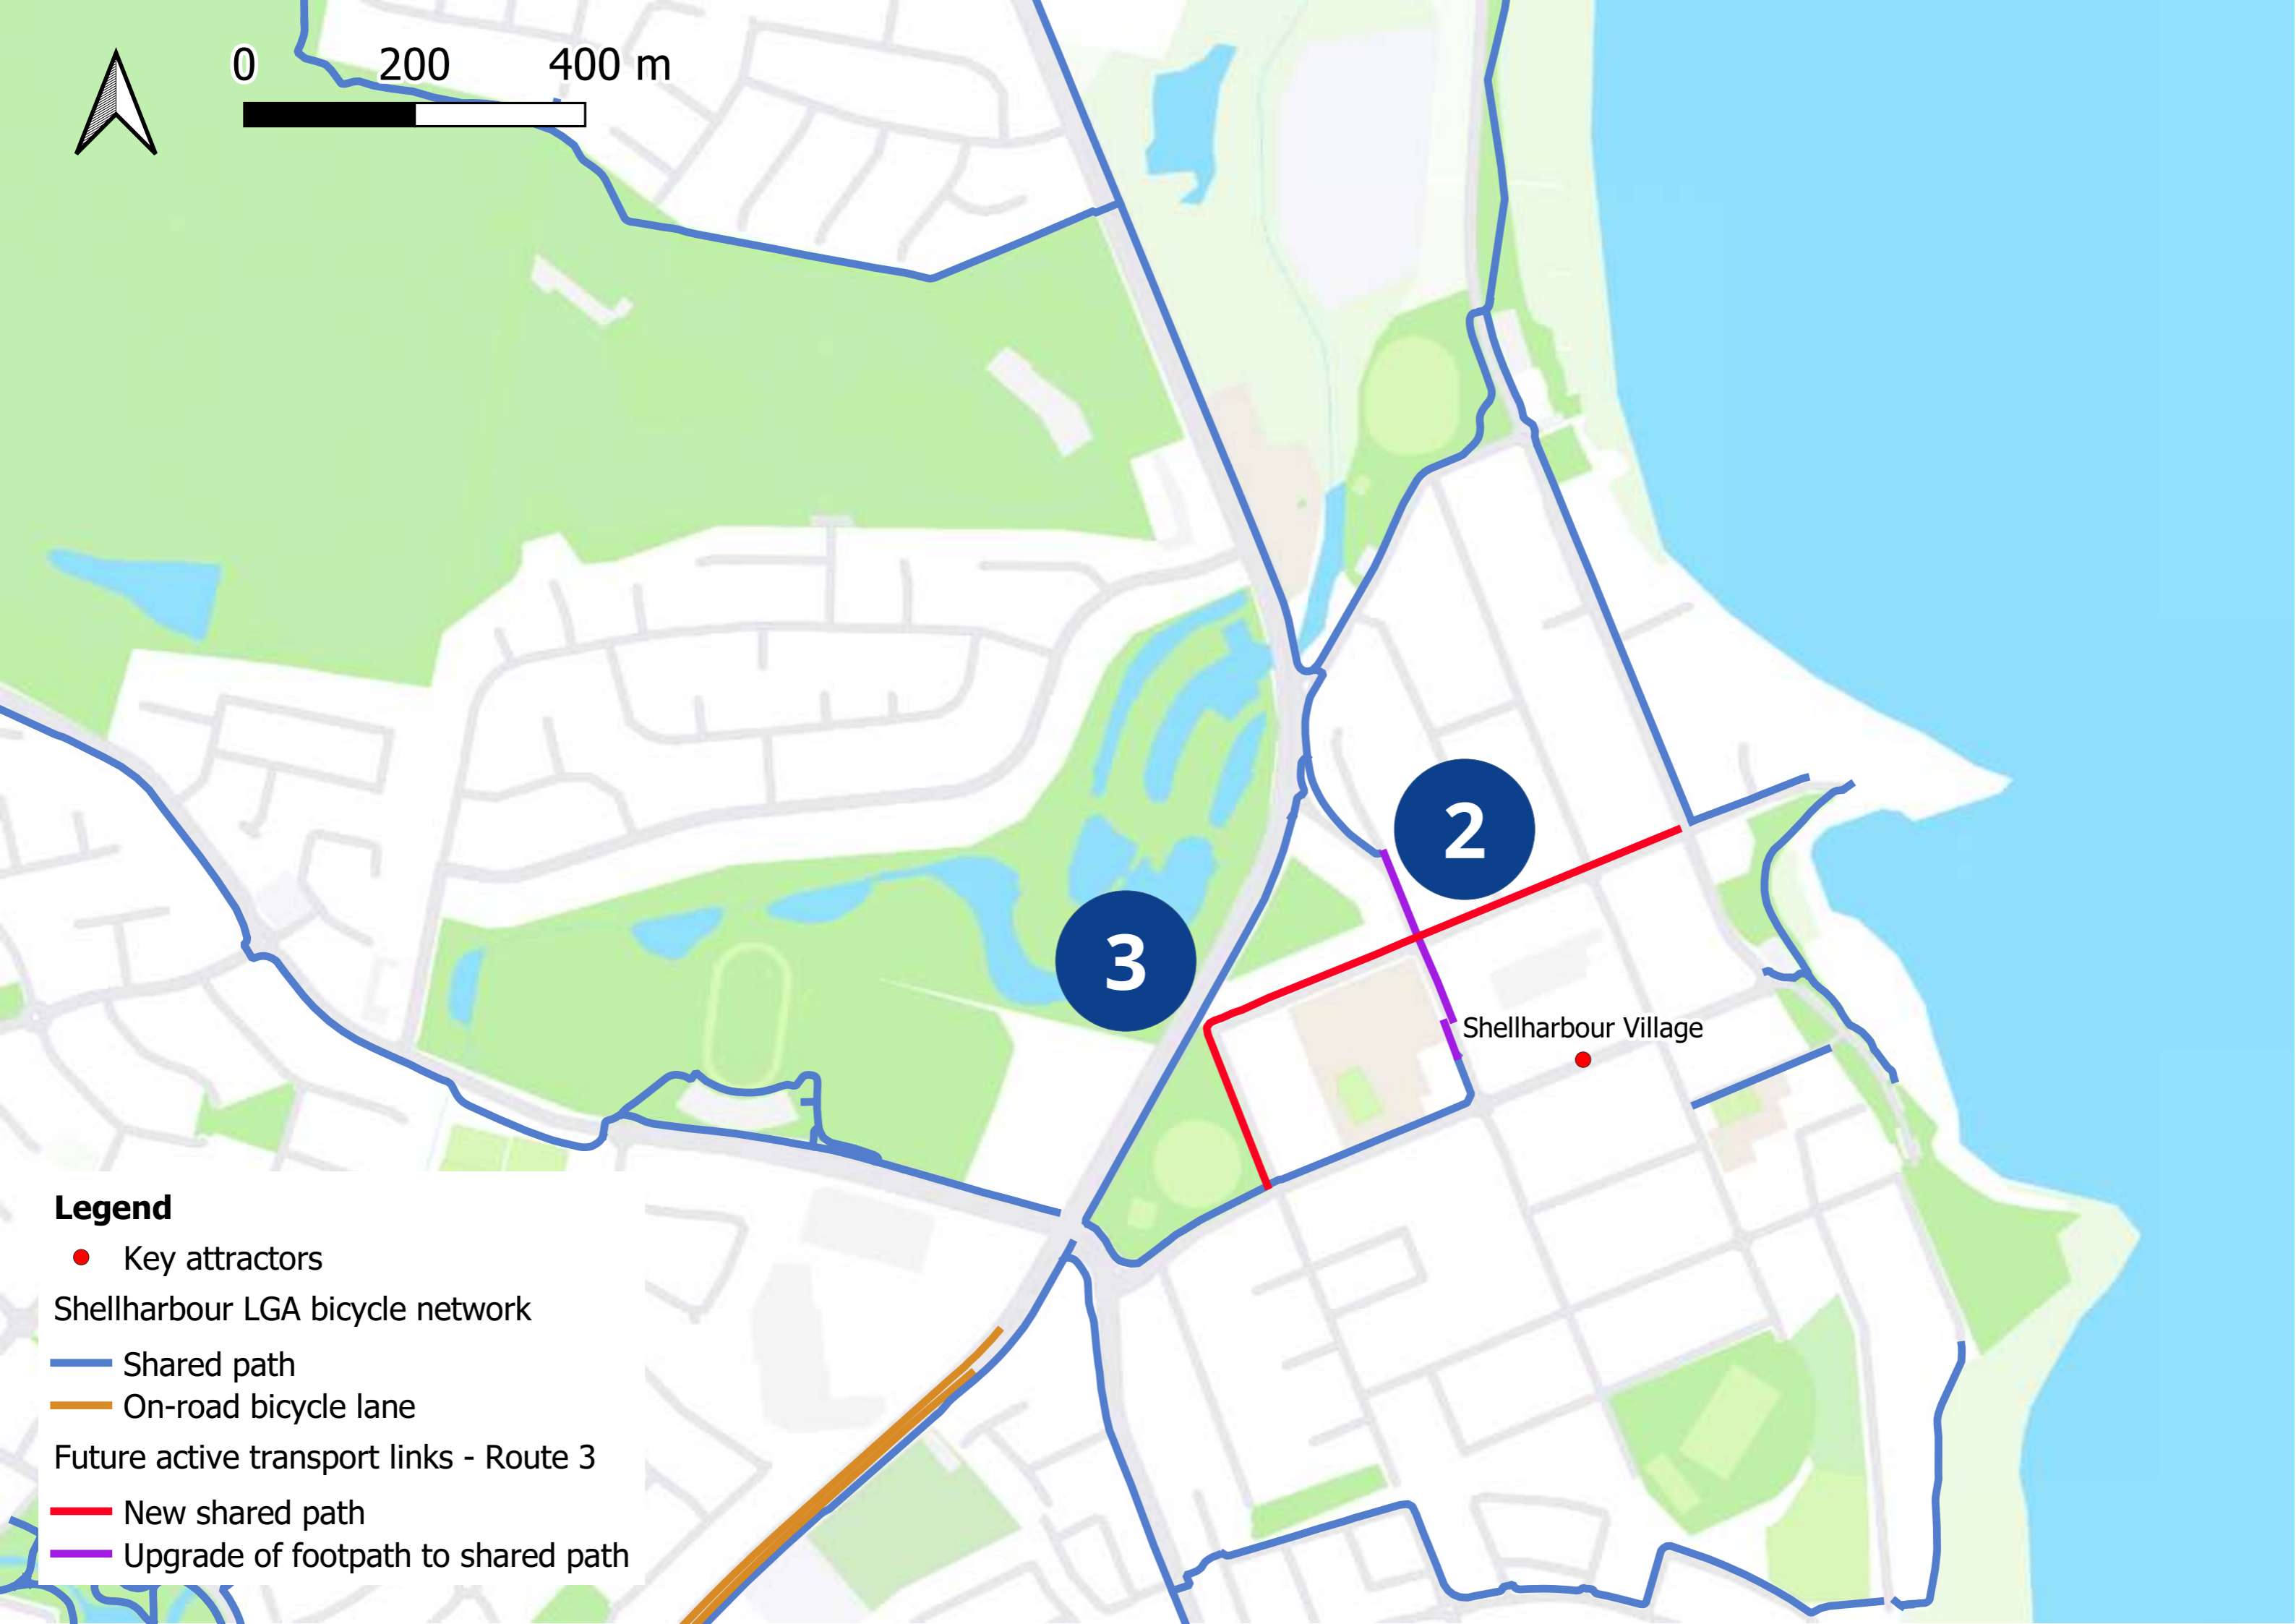 0 200 400 m
2
3
Shellharbour Village
Legend
Key attractors
Shellharbour LGA bicycle network
Shared path
On-road bicycle lane
Future active transport links - Route 3
New shared path
Upgrade of footpath to shared path